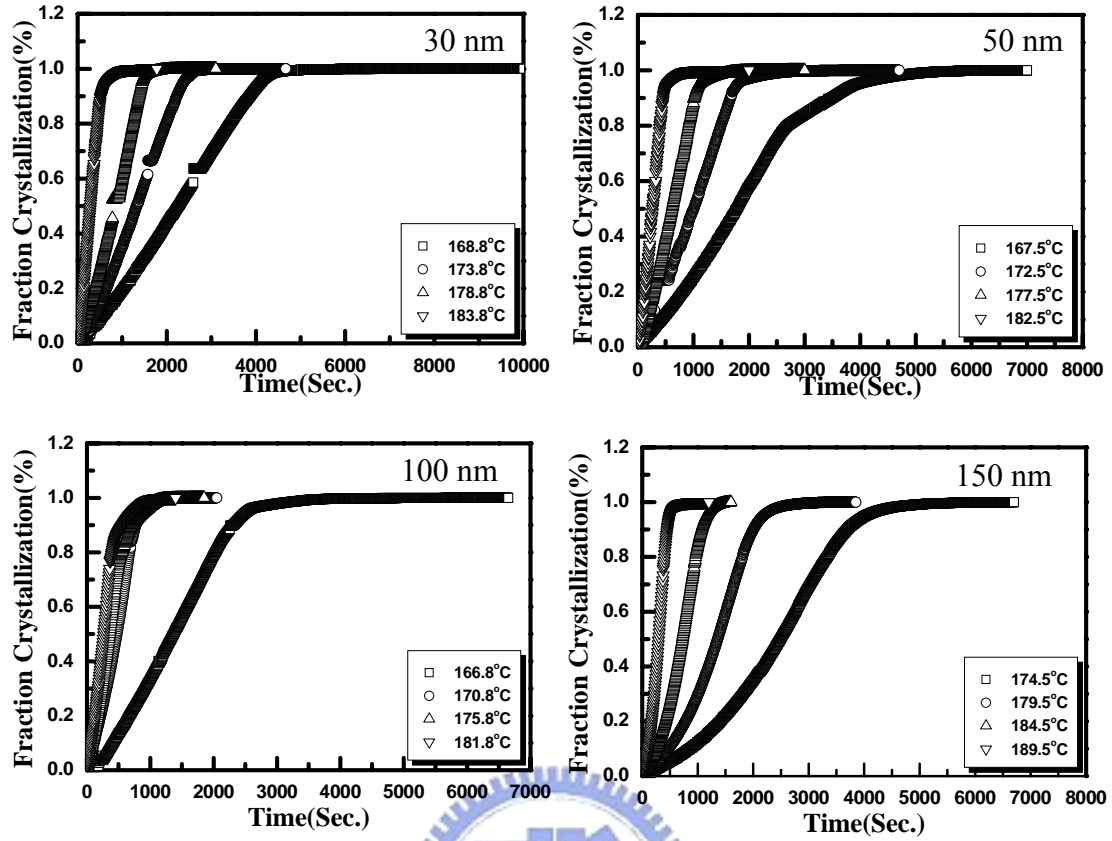 30 nm
Fraction Crystallization(%)
1.2
1.0
0.8
0.6
0.4
0.2
0.0
168.8°C
173.8°C
178.8°C
183.8°C
0 2000 4000 6000 8000 10000
Time(Sec.)
50 nm
Fraction Crystallization(%)
1.2
1.0
0.8
0.6
0.4
0.2
0.0
167.5°C
172.5°C
177.5°C
182.5°C
0 1000 2000 3000 4000 5000 6000 7000 8000
Time(Sec.)
100 nm
Fraction Crystallization(%)
1.2
1.0
0.8
0.6
0.4
0.2
0.0
166.8°C
170.8°C
175.8°C
181.8°C
0 1000 2000 3000 4000 5000 6000 7000
Time(Sec.)
150 nm
Fraction Crystallization(%)
1.2
1.0
0.8
0.6
0.4
0.2
0.0
174.5°C
179.5°C
184.5°C
189.5°C
0 1000 2000 3000 4000 5000 6000 7000 8000
Time(Sec.)